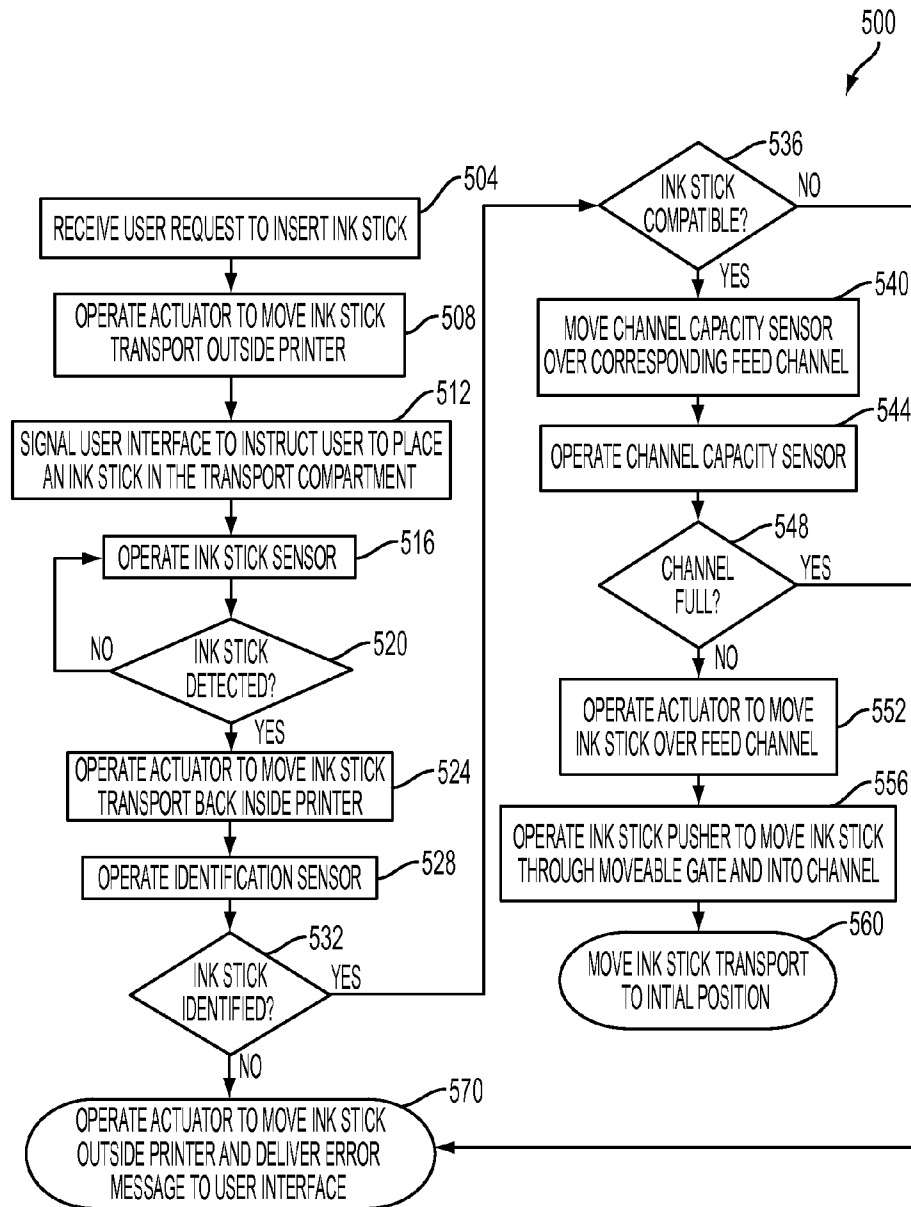 500
504
RECEIVE USER REQUEST TO INSERT INK STICK
OPERATE ACTUATOR TO MOVE INK STICK
TRANSPORT OUTSIDE PRINTER
508
512
SIGNAL USER INTERFACE TO INSTRUCT USER TO PLACE
AN INK STICK IN THE TRANSPORT COMPARTMENT
OPERATE INK STICK SENSOR
516
NO
INK STICK
DETECTED?
520
YES
OPERATE ACTUATOR TO MOVE INK STICK
TRANSPORT BACK INSIDE PRINTER
524
OPERATE IDENTIFICATION SENSOR
528
532
INK STICK
IDENTIFIED?
YES
NO
570
OPERATE ACTUATOR TO MOVE INK STICK
OUTSIDE PRINTER AND DELIVER ERROR
MESSAGE TO USER INTERFACE
536
INK STICK
COMPATIBLE?
NO
YES
540
MOVE CHANNEL CAPACITY SENSOR
OVER CORRESPONDING FEED CHANNEL
544
OPERATE CHANNEL CAPACITY SENSOR
548
CHANNEL
FULL?
YES
NO
OPERATE ACTUATOR TO MOVE
INK STICK OVER FEED CHANNEL
552
556
OPERATE INK STICK PUSHER TO MOVE INK STICK
THROUGH MOVEABLE GATE AND INTO CHANNEL
560
MOVE INK STICK TRANSPORT
TO INTIAL POSITION